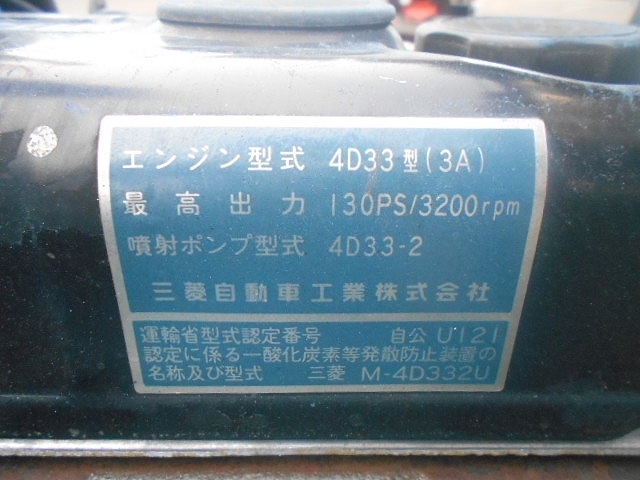 エンジン型式 4D33型(3A)
最高出力 130PS/3200rpm
噴射ポンプ型式 4D33-2
三菱自動車工業株式会社
運輸省型式認定番号 自公 U121
認定に係る一酸化炭素等発散防止装置の
名称及び型式 三菱 M-4D332U